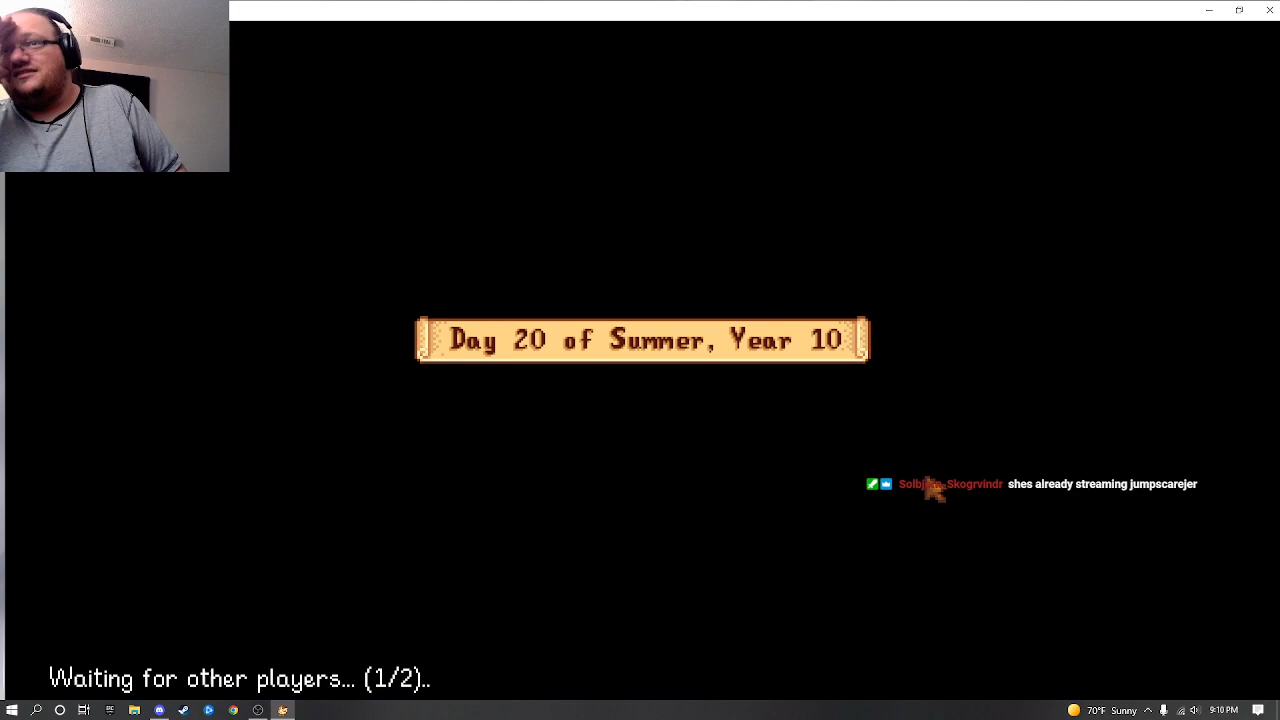 Day 20 of Summer, Year 10
shes already streaming jumpscarejer
Waiting for other players... (1/2)..
70°F Sunny
9:10 PM